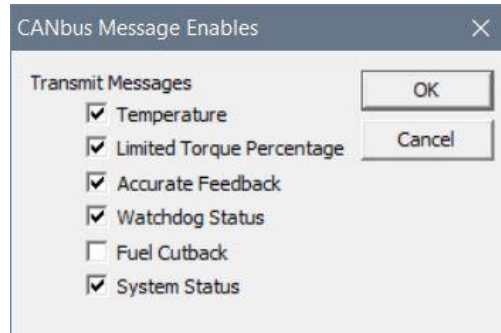 CANbus Message Enables
Transmit Messages
OK
Temperature
Limited Torque Percentage
Cancel
Accurate Feedback
Watchdog Status
Fuel Cutback
System Status